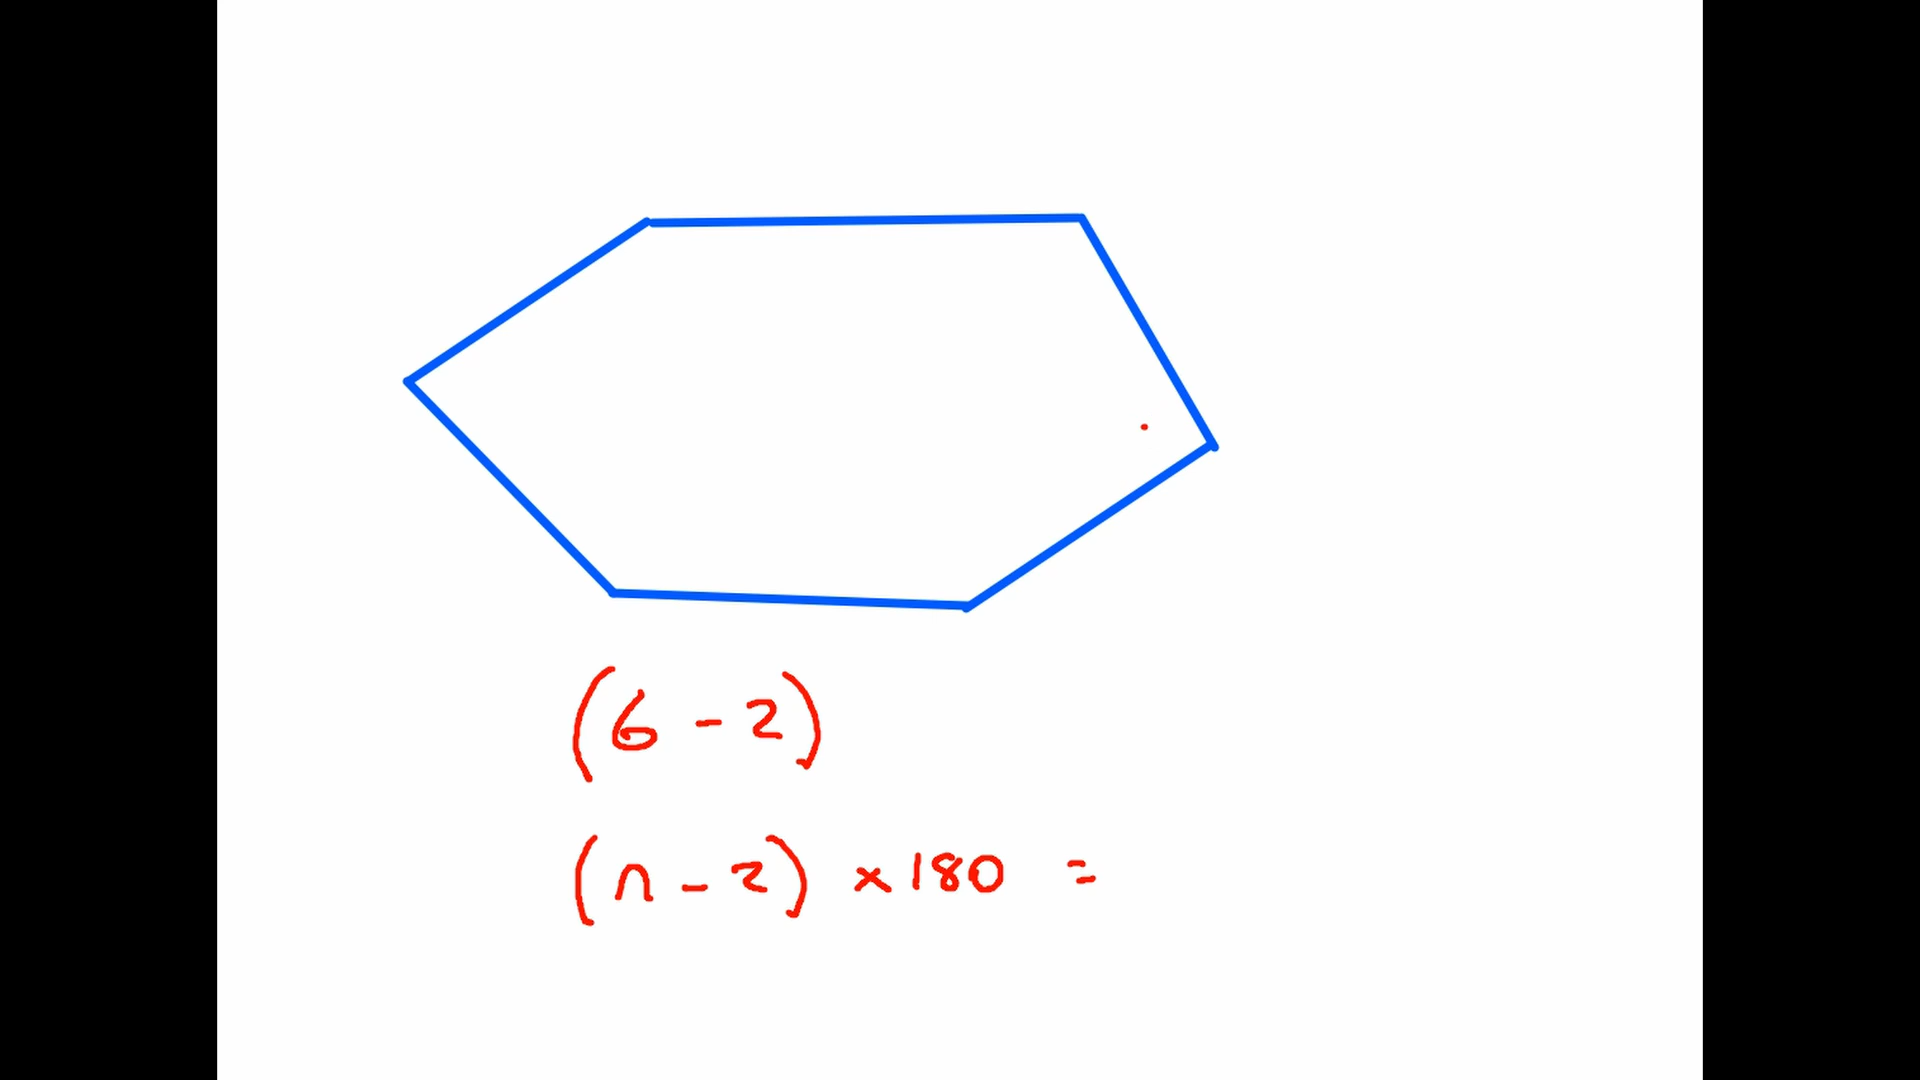 (6 - 2)
(n - 2) × 180 =